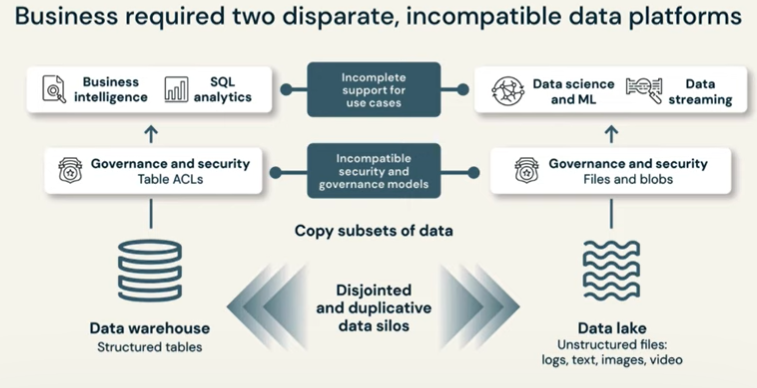 Business required two disparate, incompatible data platforms
Business
intelligence
SQL
analytics
Incomplete
support for
use cases
Data science
and ML
Data
streaming
Governance and security
Table ACLs
Incompatible
security and
governance models
Governance and security
Files and blobs
Copy subsets of data
Disjointed
and duplicative
data silos
Data warehouse
Structured tables
Data lake
Unstructured files:
logs, text, images, video